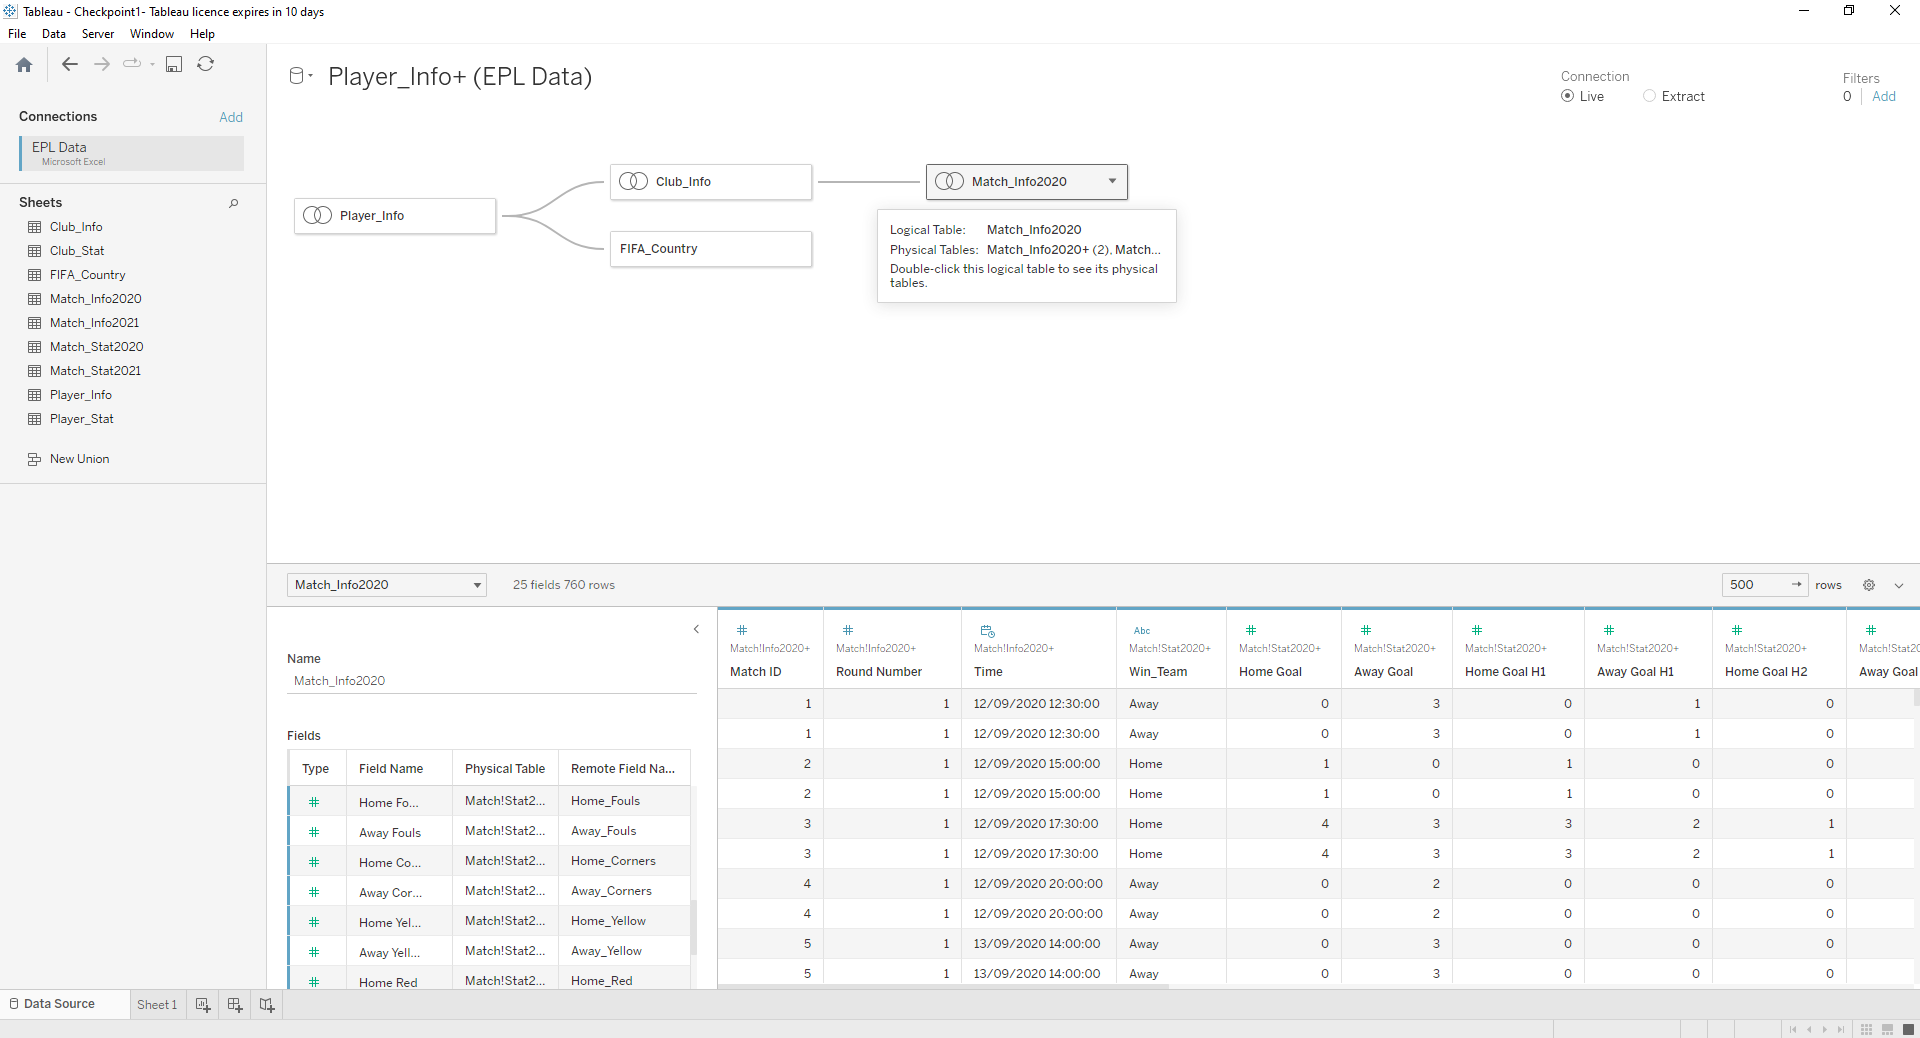 Tableau - Checkpoint1- Tableau licence expires in 10 days
File Data Server Window Help
Player_Info+ (EPL Data)
Connection
Live Extract
Filters
0 Add
Connections Add
EPL Data
Microsoft Excel
Sheets
Club_Info
Club_Stat
FIFA_Country
Match_Info2020
Match_Info2021
Match_Stat2020
Match_Stat2021
Player_Info
Player_Stat
New Union
Player_Info
Club_Info
FIFA_Country
Match_Info2020
Logical Table: Match_Info2020
Physical Tables: Match_Info2020+ (2), Match...
Double-click this logical table to see its physical
tables.
Match_Info2020 25 fields 760 rows 500 rows
Name
Match_Info2020
Fields
Type Field Name Physical Table Remote Field Na...
Home Fo... Match!Stat2... Home_Fouls
Away Fouls Match!Stat2... Away_Fouls
Home Co... Match!Stat2... Home_Corners
Away Cor... Match!Stat2... Away_Corners
Home Yel... Match!Stat2... Home_Yellow
Away Yell... Match!Stat2... Away_Yellow
Home Red Match!Stat2... Home_Red
# # Abc # # # # # #
Match!Info2020+ Match!Info2020+ Match!Info2020+ Match!Stat2020+ Match!Stat2020+ Match!Stat2020+ Match!Stat2020+ Match!Stat2020+ Match!Stat2020+ Match!Stat20
Match ID Round Number Time Win_Team Home Goal Away Goal Home Goal H1 Away Goal H1 Home Goal H2 Away Goal
1 1 12/09/2020 12:30:00 Away 0 3 0 1 0
1 1 12/09/2020 12:30:00 Away 0 3 0 1 0
2 1 12/09/2020 15:00:00 Home 1 0 1 0 0
2 1 12/09/2020 15:00:00 Home 1 0 1 0 0
3 1 12/09/2020 17:30:00 Home 4 3 3 2 1
3 1 12/09/2020 17:30:00 Home 4 3 3 2 1
4 1 12/09/2020 20:00:00 Away 0 2 0 0 0
4 1 12/09/2020 20:00:00 Away 0 2 0 0 0
5 1 13/09/2020 14:00:00 Away 0 3 0 0 0
5 1 13/09/2020 14:00:00 Away 0 3 0 0 0
Data Source Sheet 1